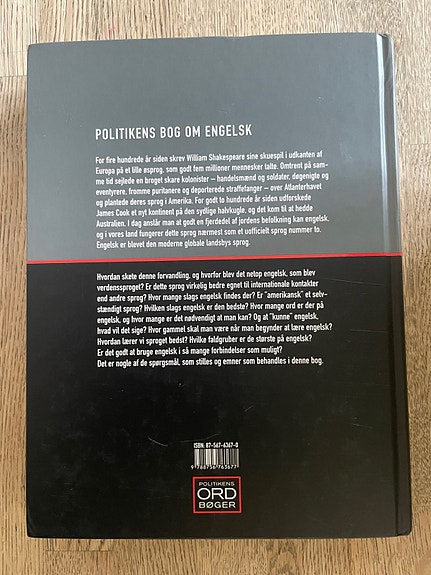 POLITIKENS BOG OM ENGELSK
For fire hundrede år siden skrev William Shakespeare sine skuespil i udkanten af
Europa på et lille øsprog, som godt fem millioner mennesker talte. Omtrent på sam-
me tid sejlede en broget skare kolonister – handelsmænd og soldater, døgenigte og
eventyrere, fromme puritanere og deporterede straffefanger – over Atlanterhavet
og plantede deres sprog i Amerika. For godt to hundrede år siden udforskede
James Cook et nyt kontinent på den sydlige halvkugle, og det kom til at hedde
Australien. I dag anslår man at godt en fjerdedel af jordens befolkning kan engelsk,
og i vores land fungerer dette sprog nærmest som et uofficielt sprog nummer to.
Engelsk er blevet den moderne globale landsbys sprog.
Hvordan skete denne forvandling, og hvorfor blev det netop engelsk, som blev
verdenssproget? Er dette sprog virkelig bedre egnet til internationale kontakter
end andre sprog? Hvor mange slags engelsk findes der? Er "amerikansk" et selv-
stændigt sprog? Hvilken slags engelsk er den bedste? Hvor mange ord er der på
engelsk, og hvor mange er det nødvendigt at man kan? Og at "kunne" engelsk,
hvad vil det sige? Hvor gammel skal man være når man begynder at lære engelsk?
Hvordan lærer vi sproget bedst? Hvilke faldgruber er de største på engelsk?
Er det godt at bruge engelsk i så mange forbindelser som muligt?
Det er nogle af de spørgsmål, som stilles og emner som behandles i denne bog.
ISBN: 87-567-6367-0
9 788756 763677
POLITIKENS
ORD
BØGER